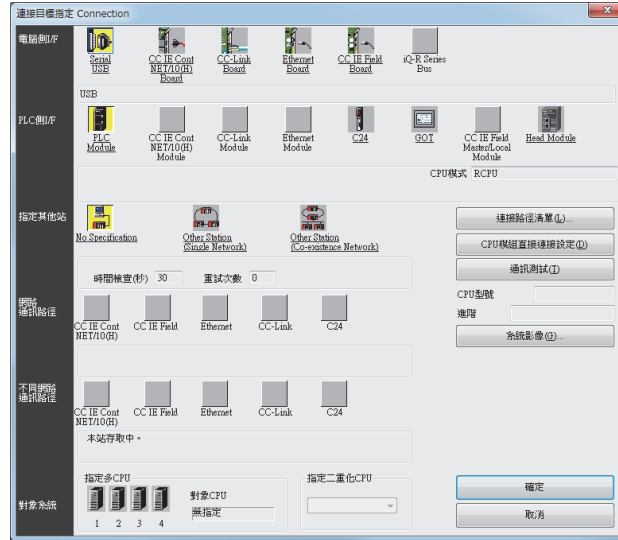 連接目標指定 Connection
電腦側I/F
Serial USB
CC IE Cont NET/10(H) Board
CC-Link Board
Ethernet Board
CC IE Field Board
iQ-R Series Bus
USB
PLC側I/F
PLC Module
CC IE Cont NET/10(H) Module
CC-Link Module
Ethernet Module
C24
GOT
CC IE Field Master/Local Module
Head Module
CPU模式 RCPU
指定其他站
No Specification
Other Station (Single Network)
Other Station (Co-existence Network)
連接路徑清單(L)...
CPU模組直接連接設定(D)
時間檢查(秒) 30 重試次數 0
通訊測試(T)
CPU型號
進階
系統影像(G)...
網路
通訊路徑
CC IE Cont NET/10(H)
CC IE Field
Ethernet
CC-Link
C24
不同網路
通訊路徑
CC IE Cont NET/10(H)
CC IE Field
Ethernet
CC-Link
C24
本站存取中。
對象系統
指定多CPU
1 2 3 4
對象CPU
無指定
指定二重化CPU
確定
取消